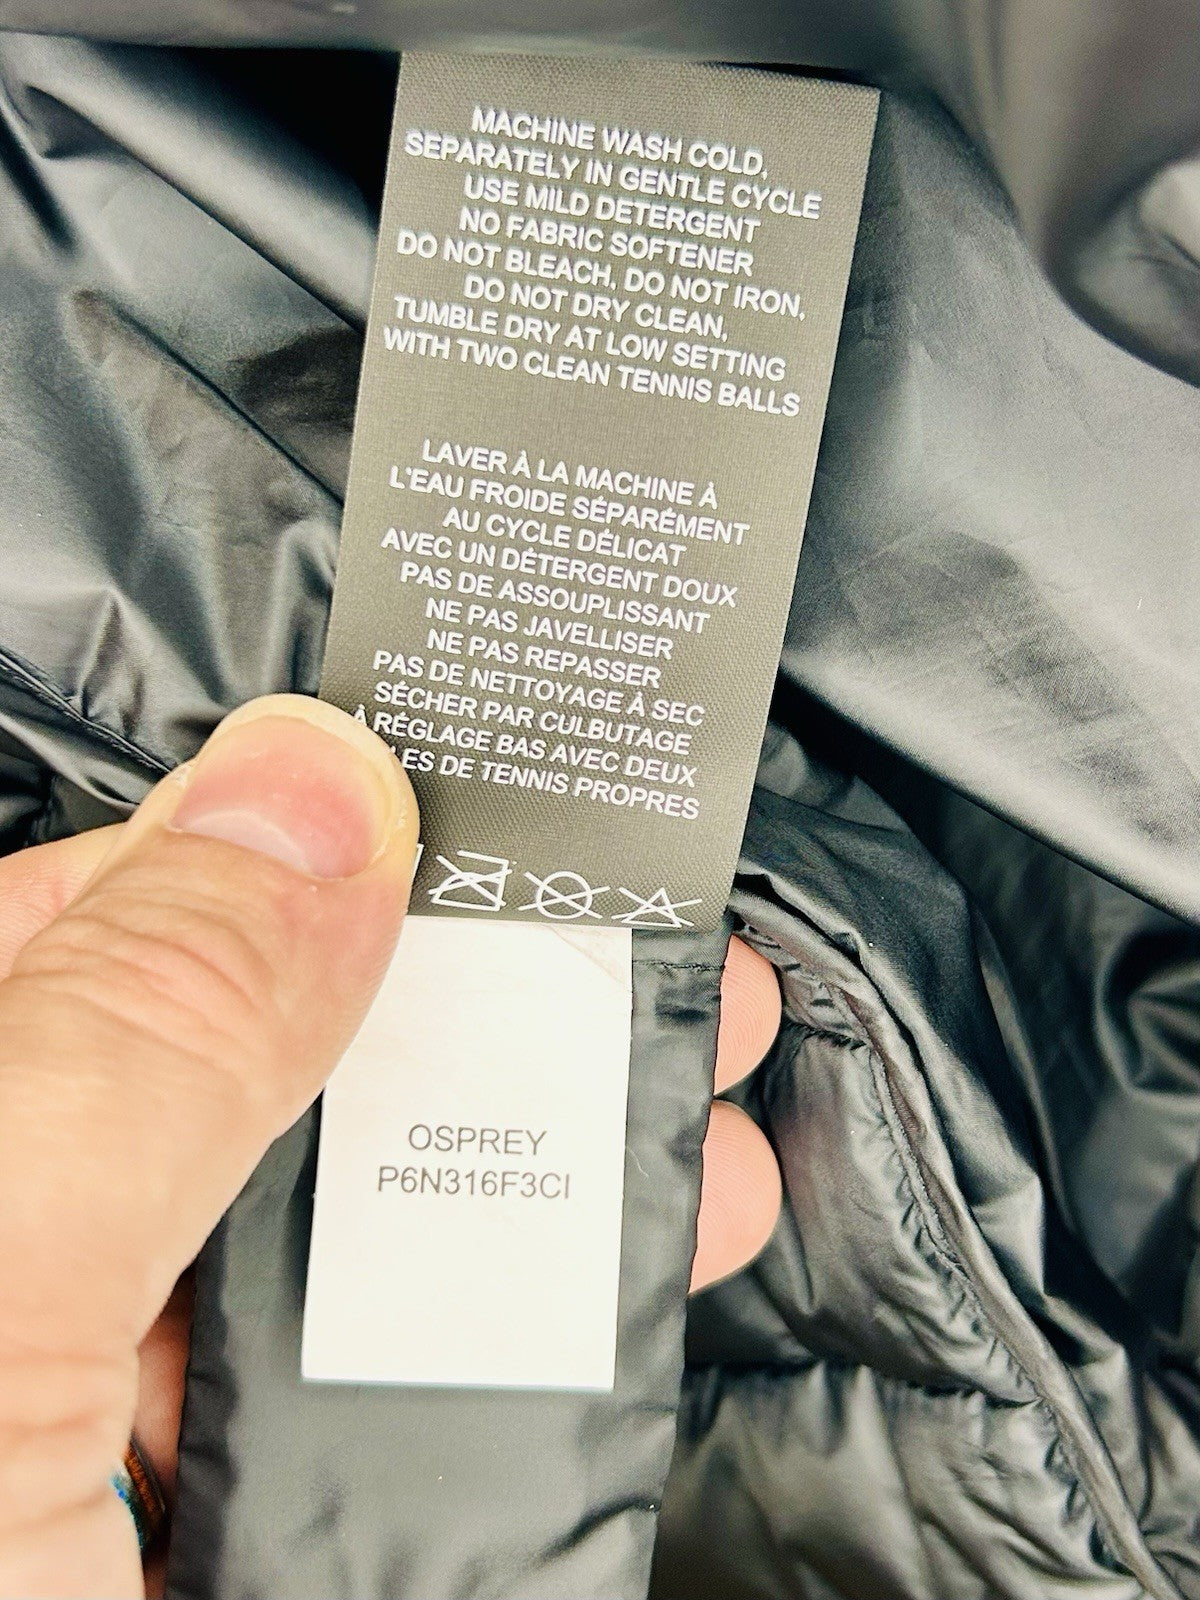 MACHINE WASH COLD,
SEPARATELY IN GENTLE CYCLE
USE MILD DETERGENT
NO FABRIC SOFTENER
DO NOT BLEACH, DO NOT IRON,
DO NOT DRY CLEAN,
TUMBLE DRY AT LOW SETTING
WITH TWO CLEAN TENNIS BALLS
LAVER À LA MACHINE À
L'EAU FROIDE SÉPARÉMENT
AU CYCLE DÉLICAT
AVEC UN DÉTERGENT DOUX
PAS DE ASSOUPLISSANT
NE PAS JAVELLISER
NE PAS REPASSER
PAS DE NETTOYAGE À SEC
SÉCHER PAR CULBUTAGE
À RÉGLAGE BAS AVEC DEUX
DE TENNIS PROPRES
OSPREY
P6N316F3CI